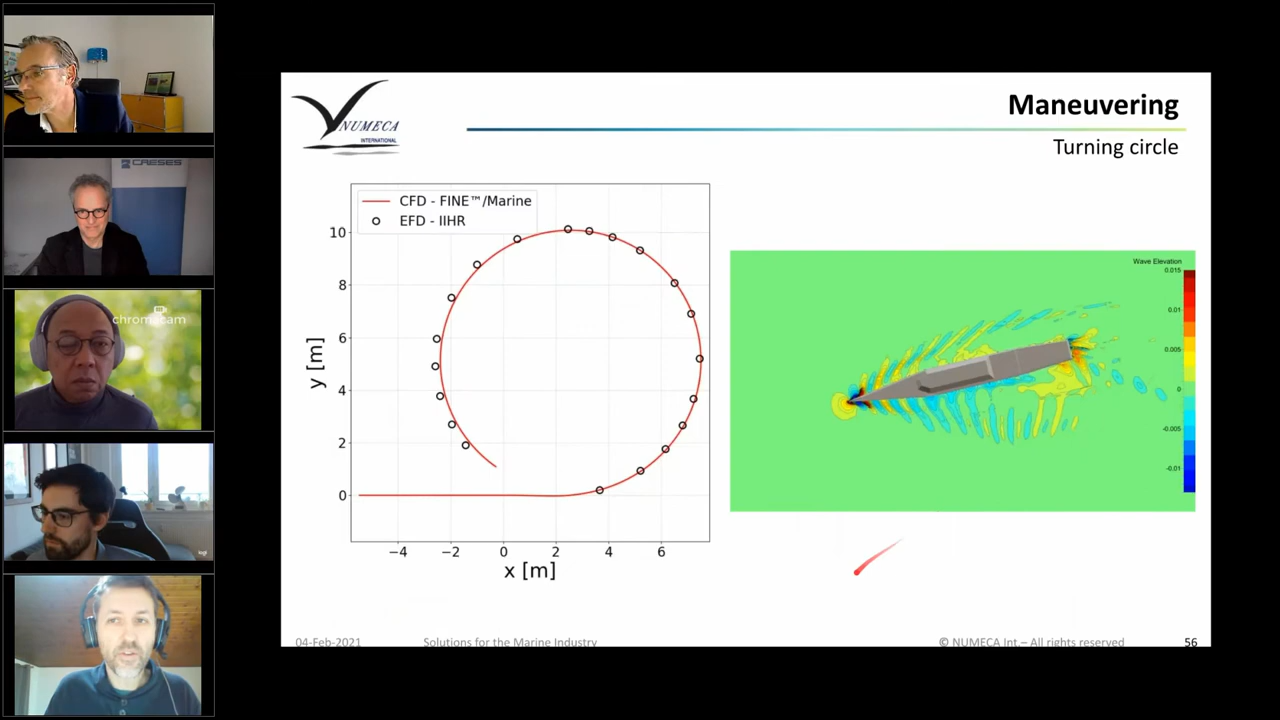 CAESES
chromacam
logi
NUMECA
INTERNATIONAL
Maneuvering
Turning circle
CFD - FINE™/Marine
EFD - IIHR
10
8
6
4
2
0
y [m]
−4 −2 0 2 4 6
x [m]
Wave Elevation
0.015
0.01
0.005
0
-0.005
-0.01
04-Feb-2021 Solutions for the Marine Industry © NUMECA Int.– All rights reserved 56